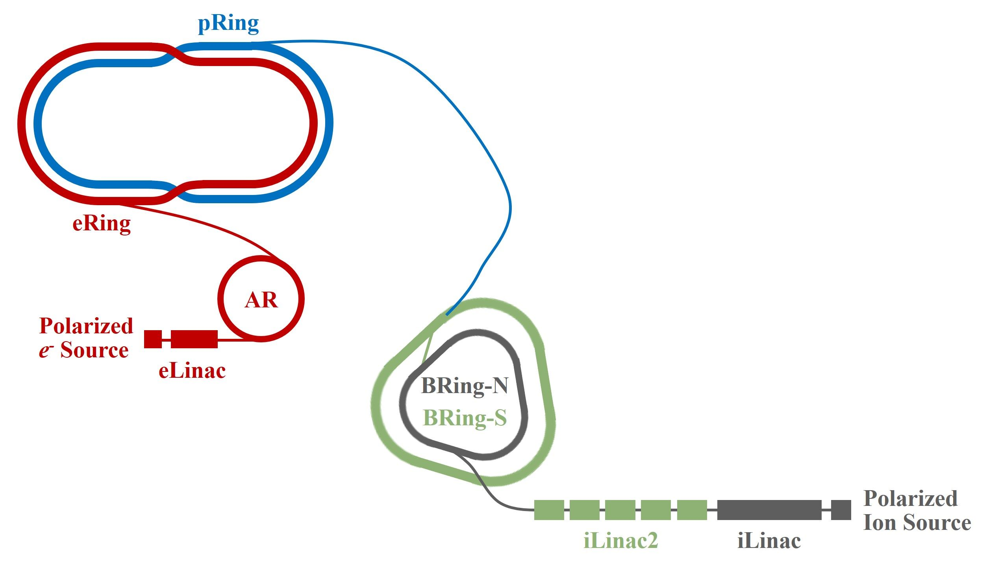 pRing
eRing
AR
Polarized
e- Source
eLinac
BRing-N
BRing-S
Polarized
Ion Source
iLinac2
iLinac